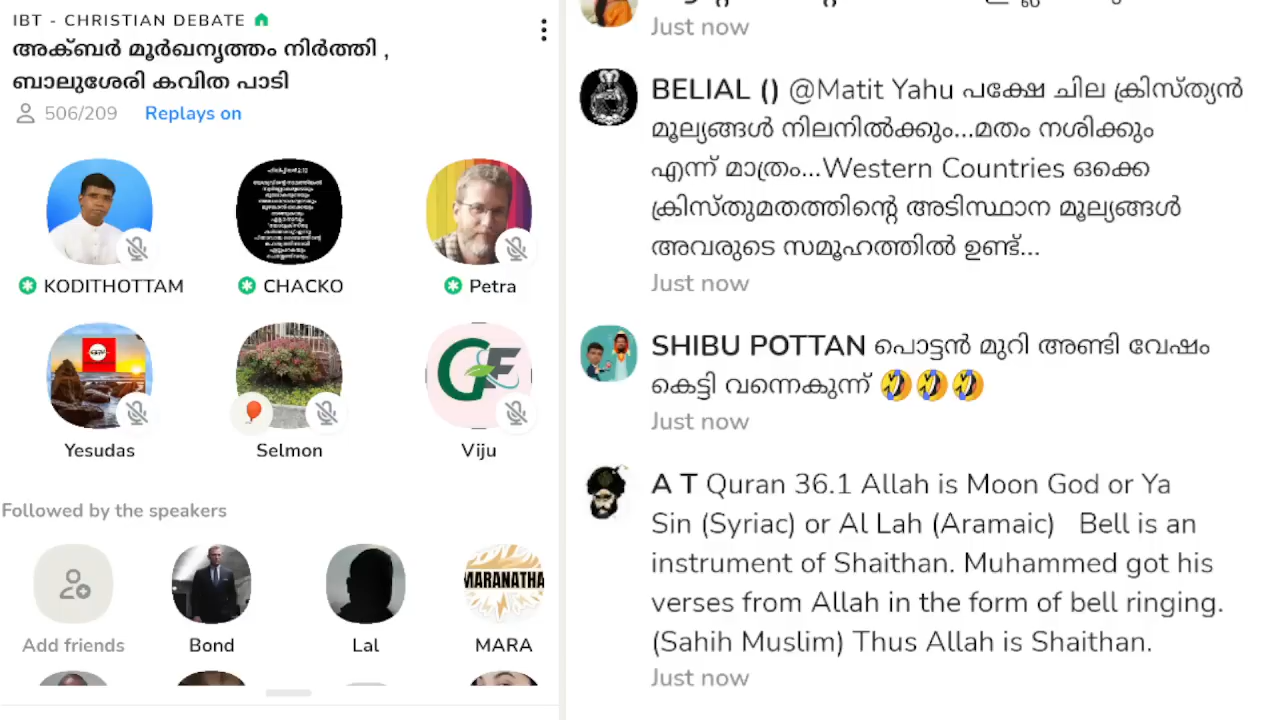 IBT - CHRISTIAN DEBATE
അക്ബർ മൂർഖനൃത്തം നിർത്തി ,
ബാലുശേരി കവിത പാടി
506/209 Replays on
KODITHOTTAM
CHACKO
Petra
Yesudas
Selmon
GF
Viju
Followed by the speakers
MARANATHA
Add friends
Bond
Lal
MARA
Just now
BELIAL () @Matit Yahu പക്ഷേ ചില ക്രിസ്ത്യൻ
മൂല്യങ്ങൾ നിലനിൽക്കും...മതം നശിക്കും
എന്ന് മാത്രം...Western Countries ഒക്കെ
ക്രിസ്തുമതത്തിന്റെ അടിസ്ഥാന മൂല്യങ്ങൾ
അവരുടെ സമൂഹത്തിൽ ഉണ്ട്...
Just now
SHIBU POTTAN പൊട്ടൻ മുറി അണ്ടി വേഷം
കെട്ടി വന്നെകുന്ന് 🤣🤣🤣
Just now
A T Quran 36.1 Allah is Moon God or Ya
Sin (Syriac) or Al Lah (Aramaic) Bell is an
instrument of Shaithan. Muhammed got his
verses from Allah in the form of bell ringing.
(Sahih Muslim) Thus Allah is Shaithan.
Just now